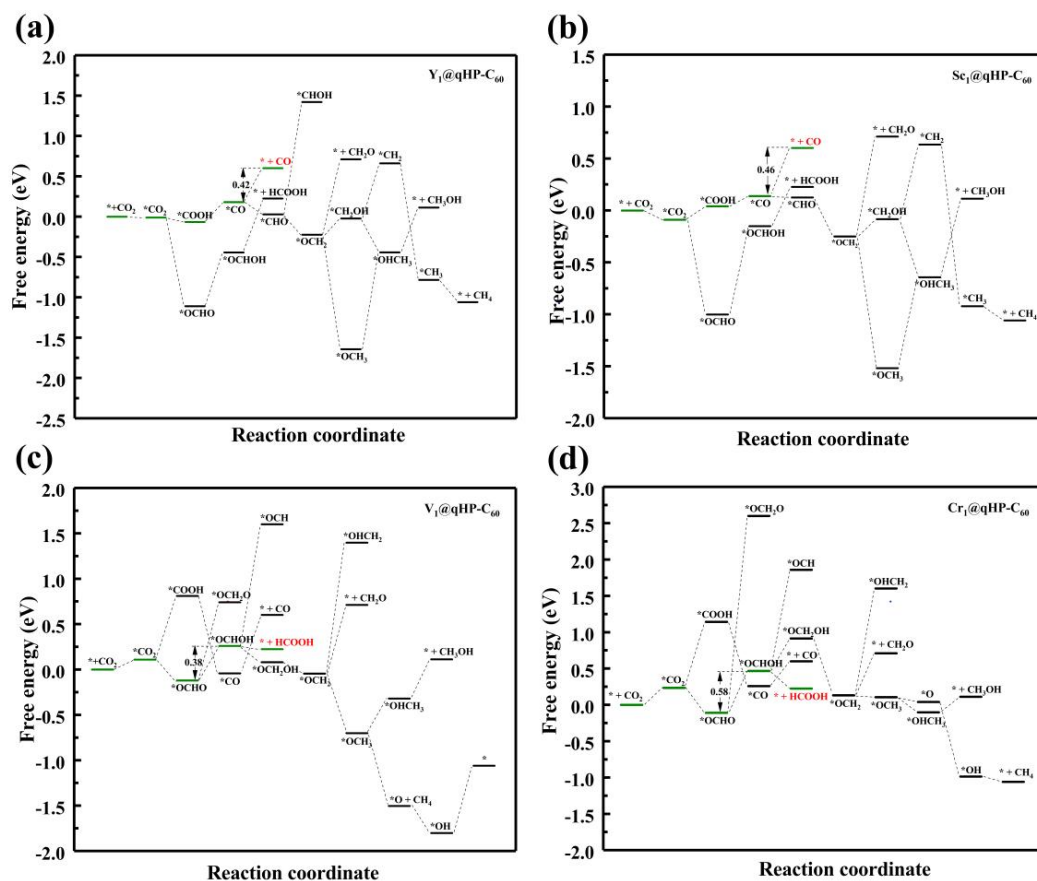 (a)
Y₁@qHP-C₆₀
2.0
1.5
1.0
0.5
0.0
-0.5
-1.0
-1.5
-2.0
-2.5
Free energy (eV)
Reaction coordinate
*+CO₂
*CO₂
*COOH
*OCHO
*CO
*OCHOH
0.42
* + CO
* + HCOOH
*CHO
*CHOH
*OCH₂
* + CH₂O
*CH₂OH
*OCH₃
*CH₂
*OHCH₃
* + CH₃OH
*CH₃
* + CH₄
(b)
Sc₁@qHP-C₆₀
1.5
1.0
0.5
0.0
-0.5
-1.0
-1.5
-2.0
Free energy (eV)
Reaction coordinate
* + CO₂
*CO₂
*COOH
*OCHO
*CO
*OCHOH
0.46
* + CO
* + HCOOH
*CHO
*OCH₂
* + CH₂O
*CH₂OH
*OCH₃
*CH₂
*OHCH₃
* + CH₃OH
*CH₃
* + CH₄
(c)
V₁@qHP-C₆₀
2.0
1.5
1.0
0.5
0.0
-0.5
-1.0
-1.5
-2.0
Free energy (eV)
Reaction coordinate
*+CO₂
*CO₂
*COOH
*OCHO
0.38
*OCH₂O
*OCHOH
*CO
*OCH
* + CO
* + HCOOH
*OCH₂OH
*OCH₂
*OHCH₂
* + CH₂O
*OCH₃
*OHCH₃
*O + CH₄
* + CH₃OH
*OH
*
(d)
Cr₁@qHP-C₆₀
3.0
2.5
2.0
1.5
1.0
0.5
0.0
-0.5
-1.0
-1.5
-2.0
Free energy (eV)
Reaction coordinate
* + CO₂
*CO₂
*COOH
*OCHO
0.58
*OCH₂O
*OCHOH
*CO
*OCH
*OCH₂OH
* + CO
* + HCOOH
*OCH₂
*OHCH₂
* + CH₂O
*OCH₃
*O
*OHCH₃
* + CH₃OH
*OH
* + CH₄